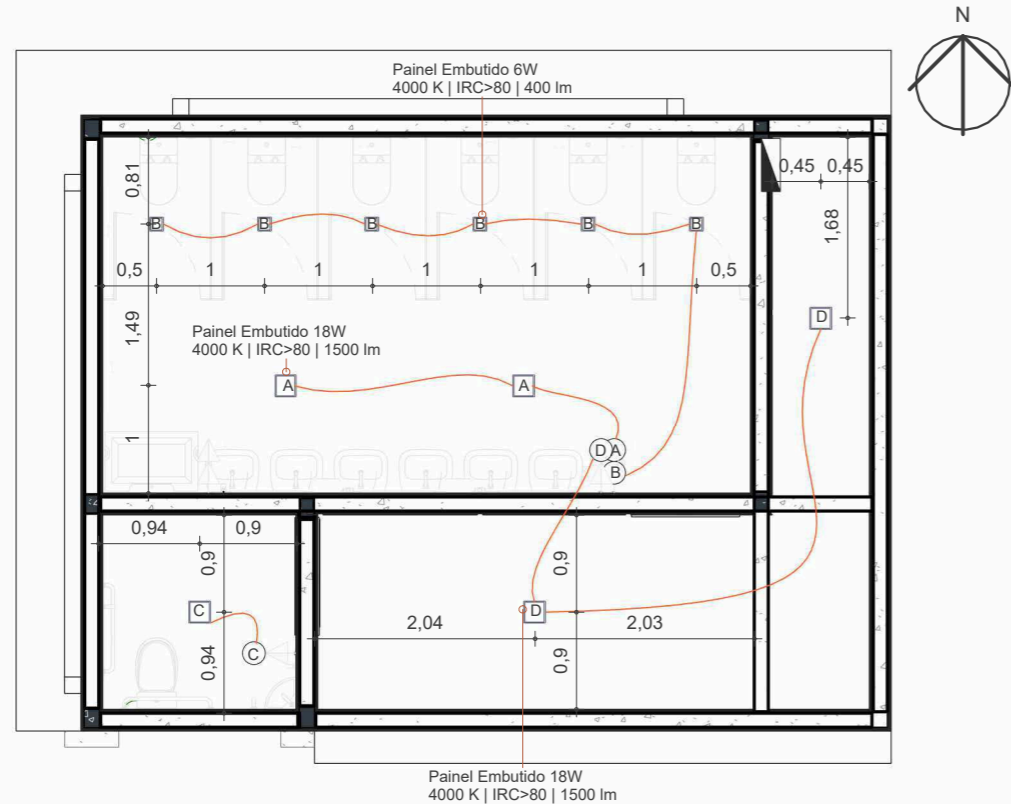 N
Painel Embutido 6W
4000 K | IRC>80 | 400 lm
0,81
0,45
0,45
1,68
B
B
B
B
B
B
0,5
1
1
1
1
1
0,5
1,49
D
Painel Embutido 18W
4000 K | IRC>80 | 1500 lm
A
A
1
D
A
B
0,94
0,9
0,9
0,9
C
D
2,04
2,03
C
0,94
0,9
Painel Embutido 18W
4000 K | IRC>80 | 1500 lm